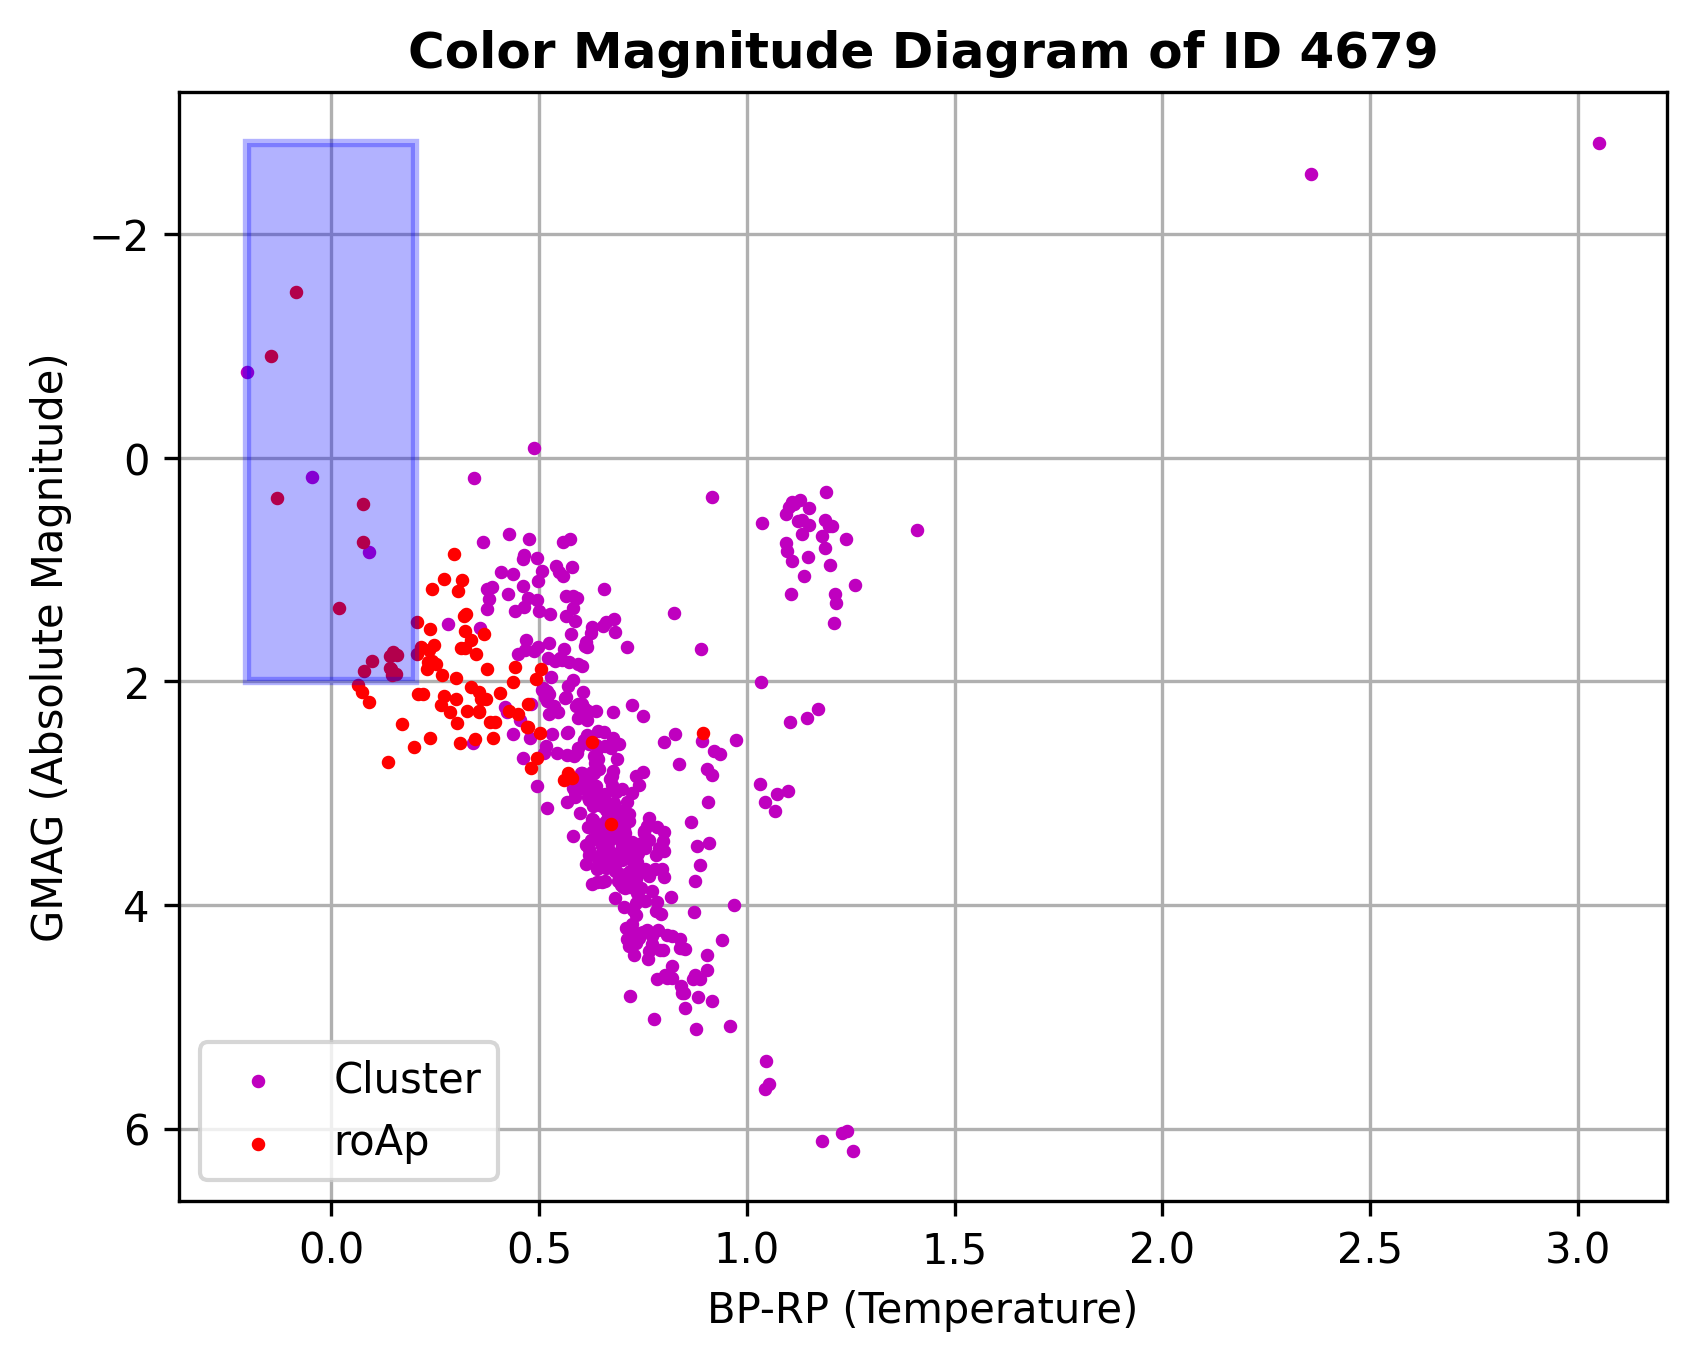 Color Magnitude Diagram of ID 4679
GMAG (Absolute Magnitude)
−2
0
2
4
6
Cluster
roAp
0.0 0.5 1.0 1.5 2.0 2.5 3.0
BP-RP (Temperature)